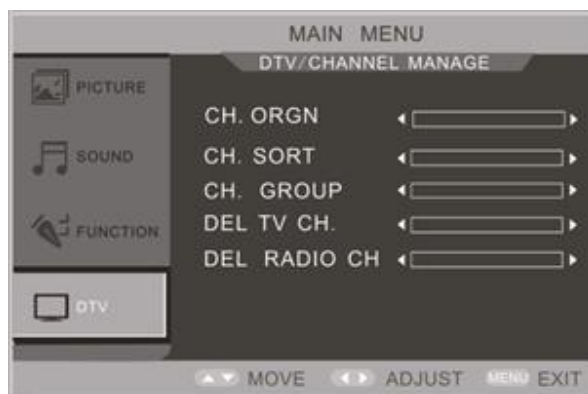 MAIN MENU
DTV/CHANNEL MANAGE
PICTURE
SOUND
FUNCTION
DTV
CH. ORGN
CH. SORT
CH. GROUP
DEL TV CH.
DEL RADIO CH
MOVE ADJUST MENU EXIT